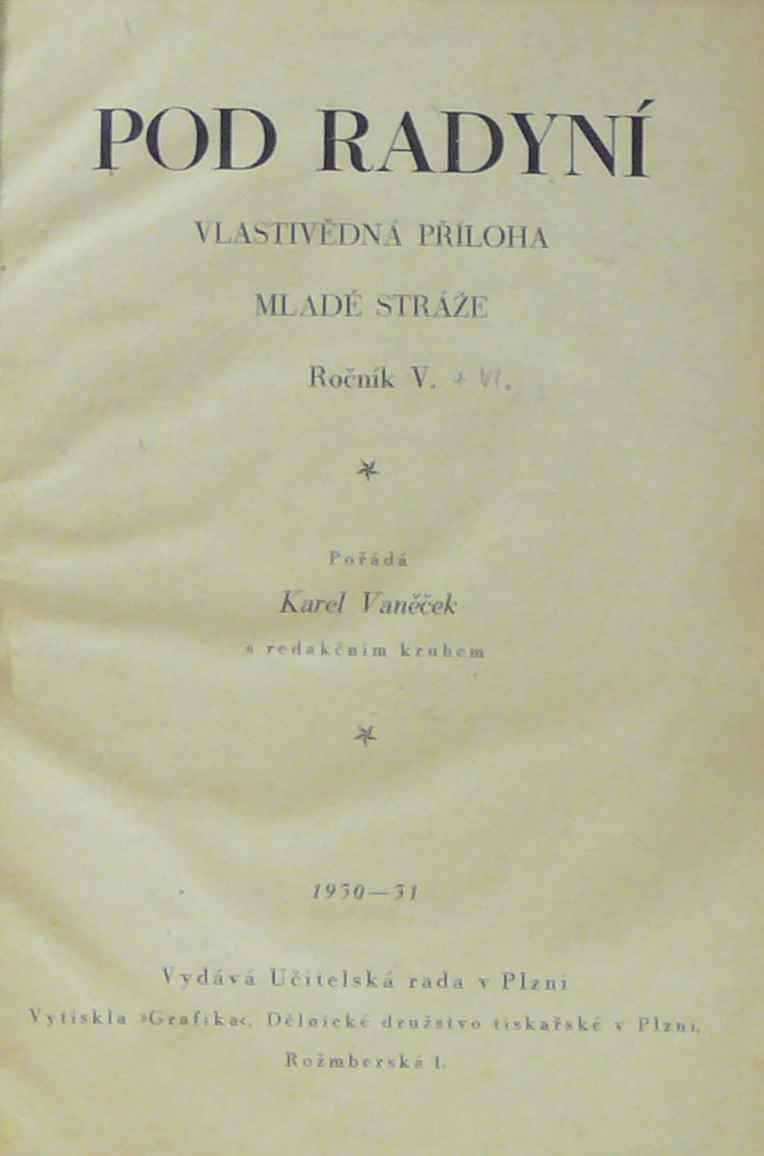 POD RADYNÍ
VLASTIVĚDNÁ PŘÍLOHA
MLADÉ STRÁŽE
Ročník V. + VI.
Pořádá
Karel Vaněček
s redakčním kruhem
1930—31
Vydává Učitelská rada v Plzni
Vytiskla »Grafika«, Dělnické družstvo tiskařské v Plzni,
Rožmberská 1.